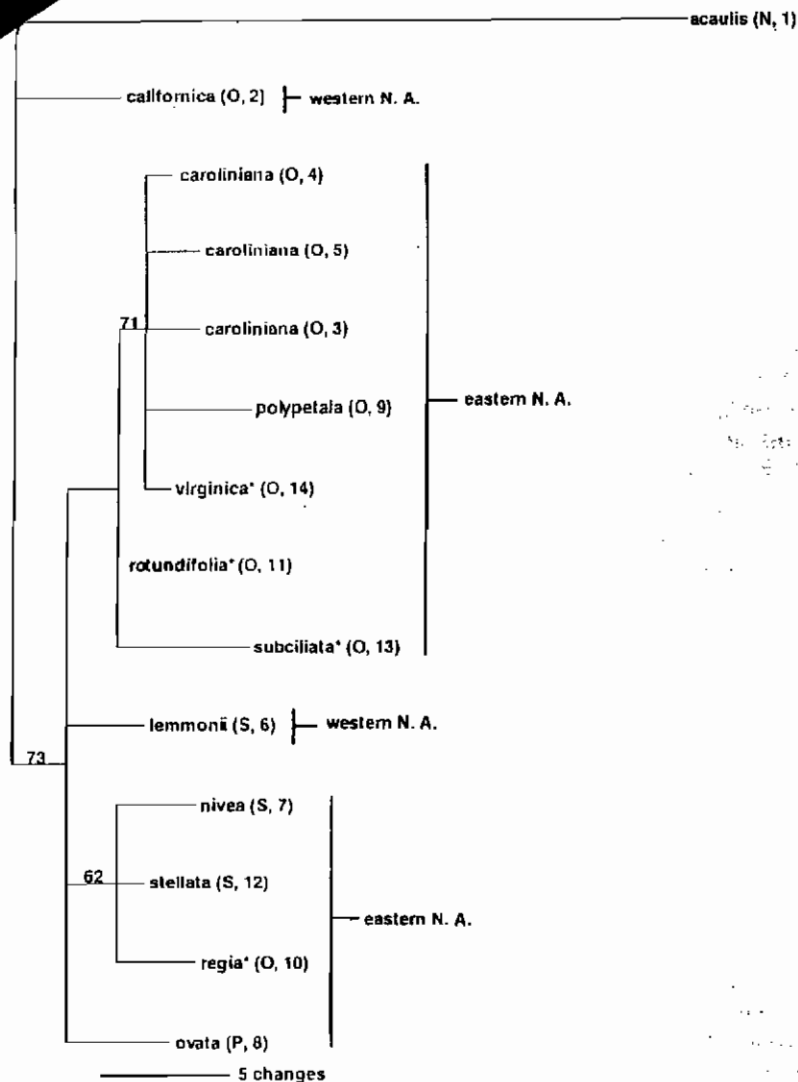 acaulis (N, 1)
californica (O, 2)
western N. A.
caroliniana (O, 4)
caroliniana (O, 5)
71
caroliniana (O, 3)
eastern N. A.
polypetala (O, 9)
virginica* (O, 14)
rotundifolia* (O, 11)
subciliata* (O, 13)
lemmonii (S, 6)
western N. A.
73
nivea (S, 7)
62
stellata (S, 12)
eastern N. A.
regia* (O, 10)
ovata (P, 8)
5 changes